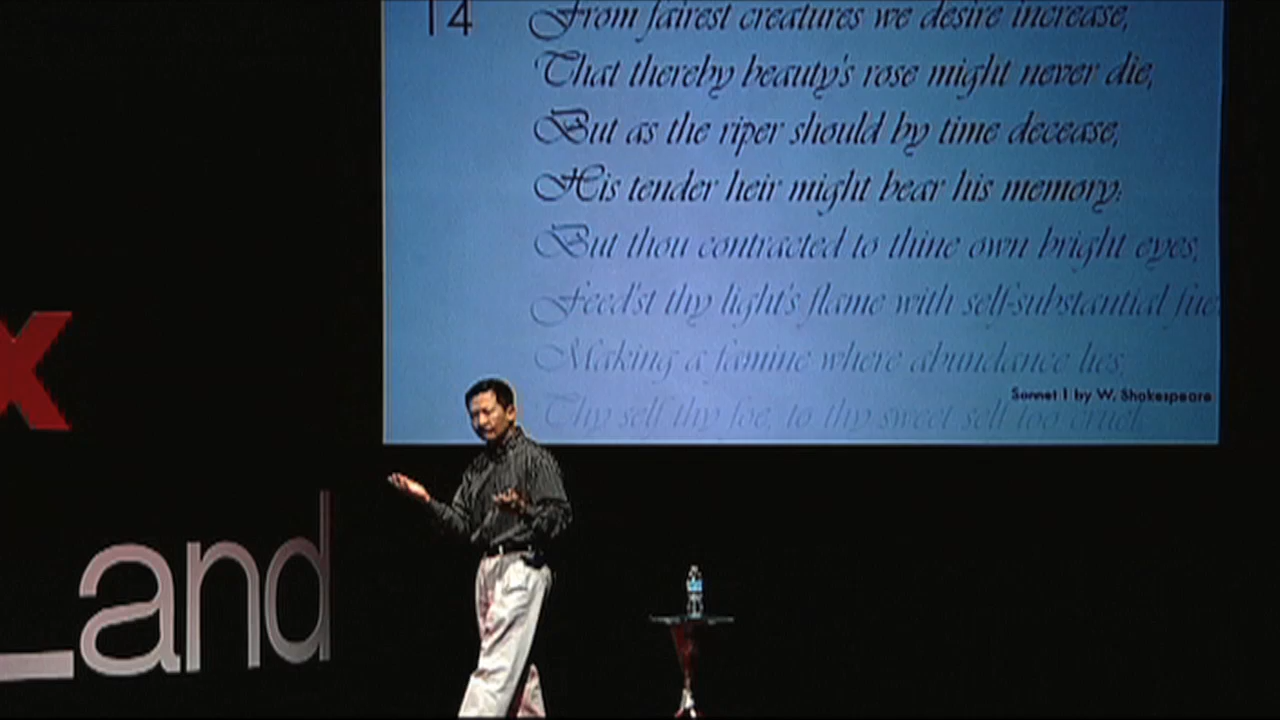 14
From fairest creatures we desire increase,
That thereby beauty's rose might never die,
But as the riper should by time decease,
His tender heir might bear his memory:
But thou contracted to thine own bright eyes,
Feed'st thy light's flame with self-substantial fue
Making a famine where abundance lies,
Thy self thy foe, to thy sweet self too cruel:
Sonnet 1 by W. Shakespeare
x
Land